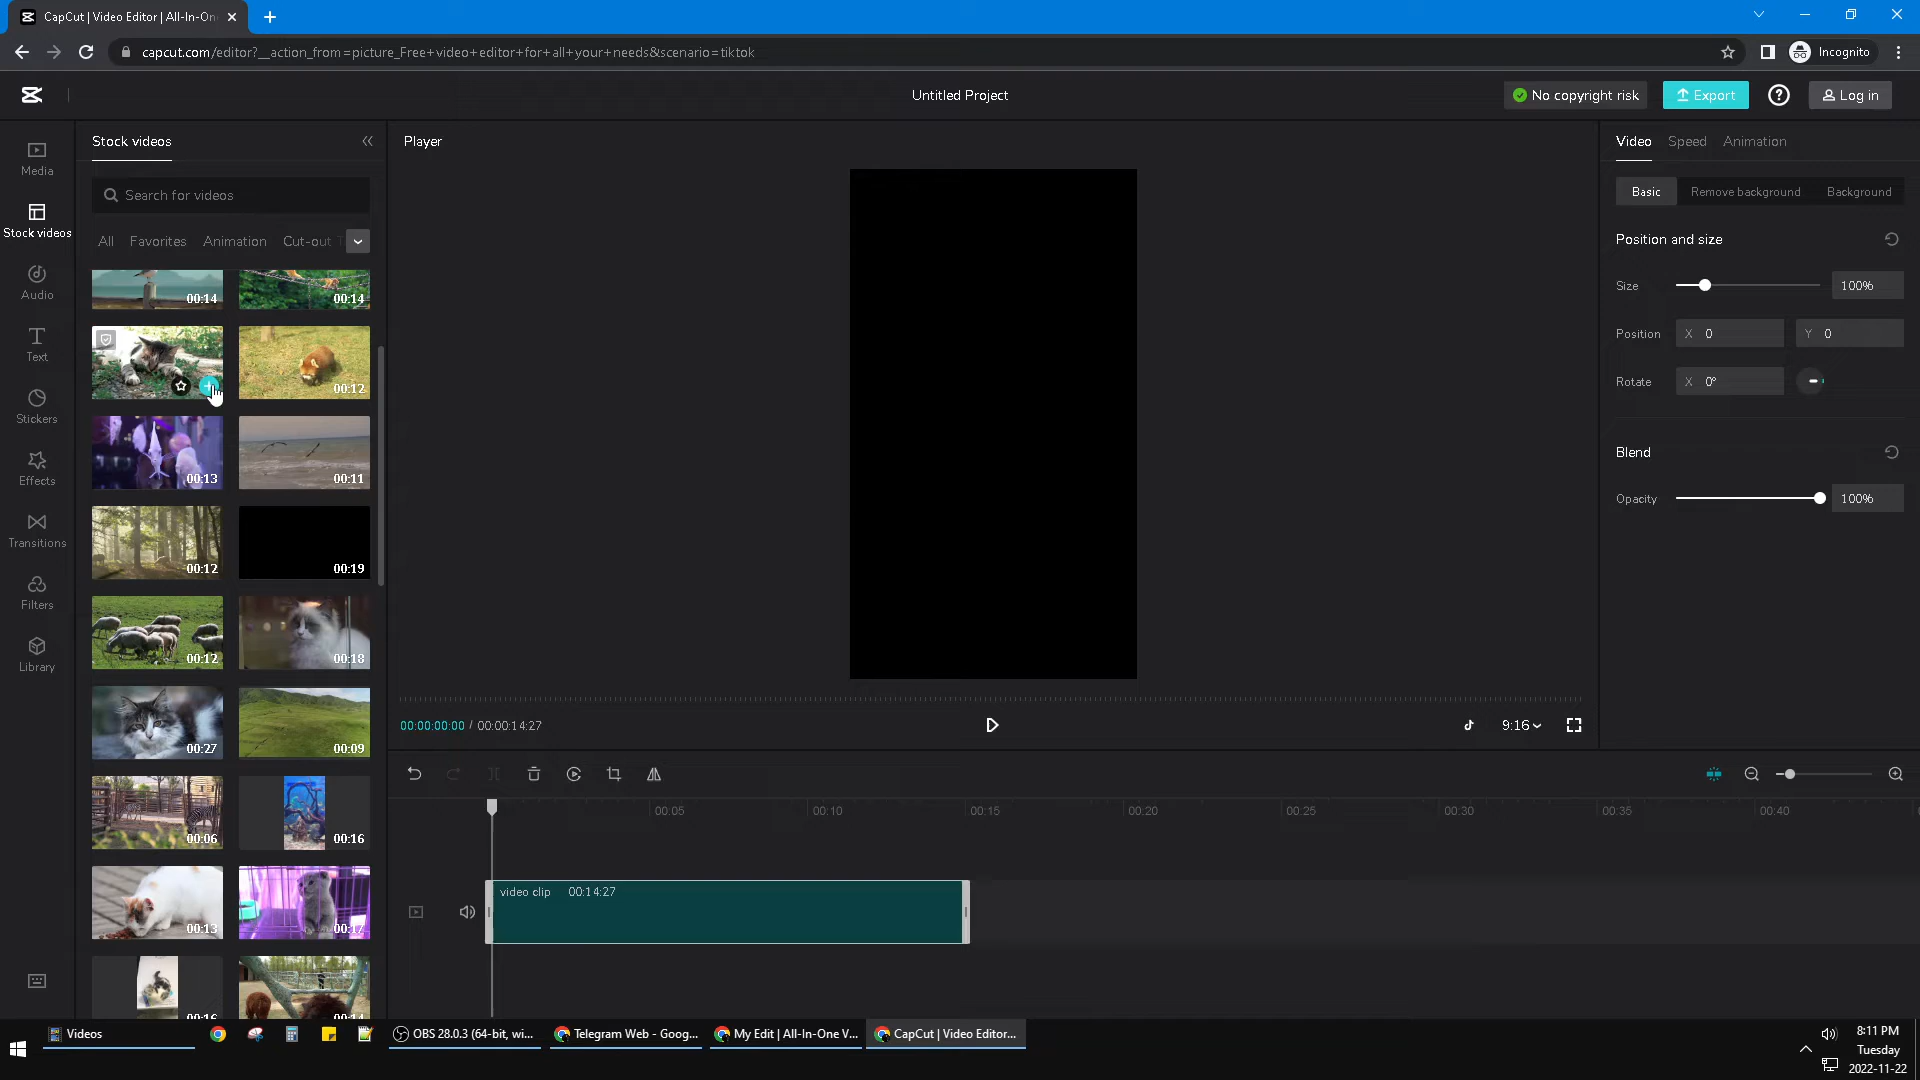 CapCut | Video Editor | All-In-On
capcut.com/editor?__action_from=picture_Free+video+editor+for+all+your+needs&scenario=tiktok
Incognito
Untitled Project
No copyright risk
Export
Log in
Media
Stock videos
Audio
Text
Stickers
Effects
Transitions
Filters
Library
Stock videos
Search for videos
All
Favorites
Animation
Cut-out
00:14
00:14
00:12
00:13
00:11
00:12
00:19
00:12
00:18
00:27
00:09
00:06
00:16
00:13
00:17
00:16
00:14
Player
00:00:00:00 / 00:00:14:27
9:16
Video
Speed
Animation
Basic
Remove background
Background
Position and size
Size
100%
Position
X 0
Y 0
Rotate
X 0°
Blend
Opacity
100%
00:05
00:10
00:15
00:20
00:25
00:30
00:35
00:40
video clip 00:14:27
Videos
OBS 28.0.3 (64-bit, wi...
Telegram Web - Goog...
My Edit | All-In-One V...
CapCut | Video Editor...
8:11 PM
Tuesday
2022-11-22